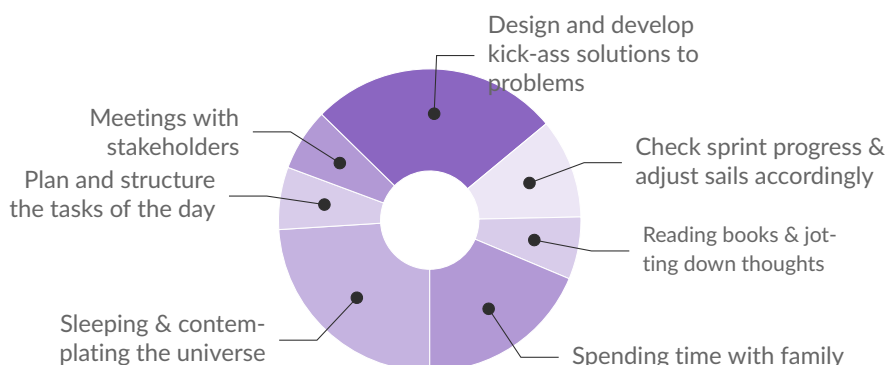 Design and develop
kick-ass solutions to
problems
Meetings with
stakeholders
Check sprint progress &
adjust sails accordingly
Plan and structure
the tasks of the day
Reading books & jot-
ting down thoughts
Sleeping & contem-
plating the universe
Spending time with family